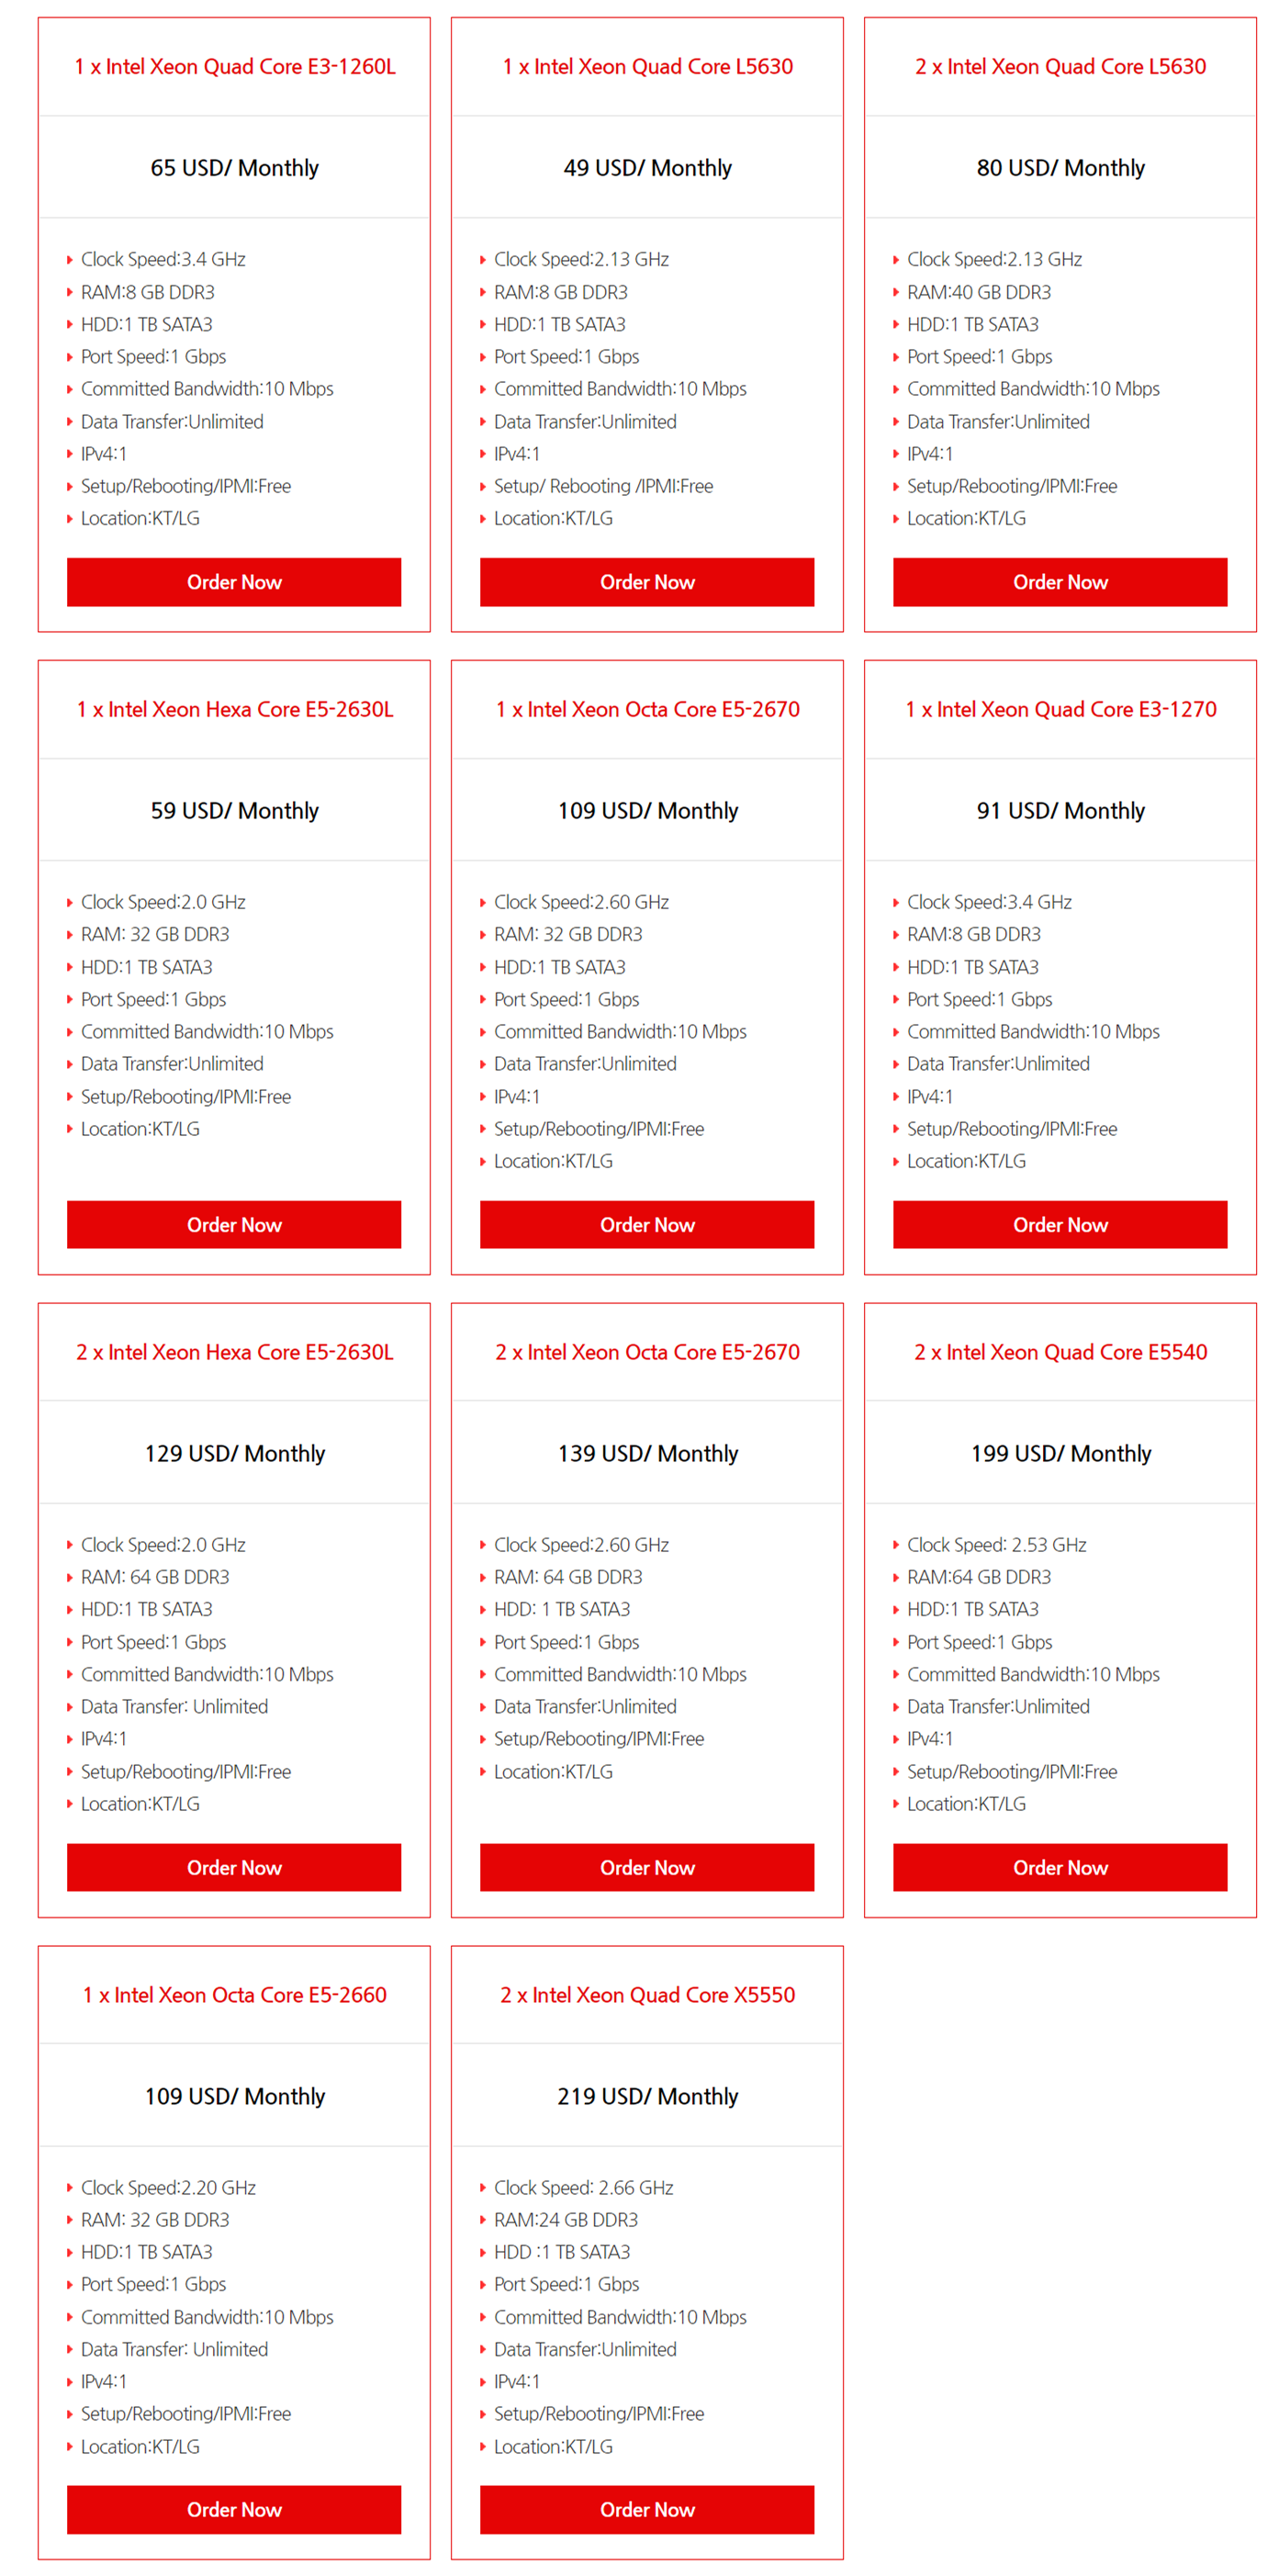 1 x Intel Xeon Quad Core E3-1260L
65 USD/ Monthly
Clock Speed:3.4 GHz
RAM:8 GB DDR3
HDD:1 TB SATA3
Port Speed:1 Gbps
Committed Bandwidth:10 Mbps
Data Transfer:Unlimited
IPv4:1
Setup/Rebooting/IPMI:Free
Location:KT/LG
Order Now
1 x Intel Xeon Quad Core L5630
49 USD/ Monthly
Clock Speed:2.13 GHz
RAM:8 GB DDR3
HDD:1 TB SATA3
Port Speed:1 Gbps
Committed Bandwidth:10 Mbps
Data Transfer:Unlimited
IPv4:1
Setup/ Rebooting /IPMI:Free
Location:KT/LG
Order Now
2 x Intel Xeon Quad Core L5630
80 USD/ Monthly
Clock Speed:2.13 GHz
RAM:40 GB DDR3
HDD:1 TB SATA3
Port Speed:1 Gbps
Committed Bandwidth:10 Mbps
Data Transfer:Unlimited
IPv4:1
Setup/Rebooting/IPMI:Free
Location:KT/LG
Order Now
1 x Intel Xeon Hexa Core E5-2630L
59 USD/ Monthly
Clock Speed:2.0 GHz
RAM: 32 GB DDR3
HDD:1 TB SATA3
Port Speed:1 Gbps
Committed Bandwidth:10 Mbps
Data Transfer:Unlimited
Setup/Rebooting/IPMI:Free
Location:KT/LG
Order Now
1 x Intel Xeon Octa Core E5-2670
109 USD/ Monthly
Clock Speed:2.60 GHz
RAM: 32 GB DDR3
HDD:1 TB SATA3
Port Speed:1 Gbps
Committed Bandwidth:10 Mbps
Data Transfer:Unlimited
IPv4:1
Setup/Rebooting/IPMI:Free
Location:KT/LG
Order Now
1 x Intel Xeon Quad Core E3-1270
91 USD/ Monthly
Clock Speed:3.4 GHz
RAM:8 GB DDR3
HDD:1 TB SATA3
Port Speed:1 Gbps
Committed Bandwidth:10 Mbps
Data Transfer:Unlimited
IPv4:1
Setup/Rebooting/IPMI:Free
Location:KT/LG
Order Now
2 x Intel Xeon Hexa Core E5-2630L
129 USD/ Monthly
Clock Speed:2.0 GHz
RAM: 64 GB DDR3
HDD:1 TB SATA3
Port Speed:1 Gbps
Committed Bandwidth:10 Mbps
Data Transfer: Unlimited
IPv4:1
Setup/Rebooting/IPMI:Free
Location:KT/LG
Order Now
2 x Intel Xeon Octa Core E5-2670
139 USD/ Monthly
Clock Speed:2.60 GHz
RAM: 64 GB DDR3
HDD: 1 TB SATA3
Port Speed:1 Gbps
Committed Bandwidth:10 Mbps
Data Transfer:Unlimited
Setup/Rebooting/IPMI:Free
Location:KT/LG
Order Now
2 x Intel Xeon Quad Core E5540
199 USD/ Monthly
Clock Speed: 2.53 GHz
RAM:64 GB DDR3
HDD:1 TB SATA3
Port Speed:1 Gbps
Committed Bandwidth:10 Mbps
Data Transfer:Unlimited
IPv4:1
Setup/Rebooting/IPMI:Free
Location:KT/LG
Order Now
1 x Intel Xeon Octa Core E5-2660
109 USD/ Monthly
Clock Speed:2.20 GHz
RAM: 32 GB DDR3
HDD:1 TB SATA3
Port Speed:1 Gbps
Committed Bandwidth:10 Mbps
Data Transfer: Unlimited
IPv4:1
Setup/Rebooting/IPMI:Free
Location:KT/LG
Order Now
2 x Intel Xeon Quad Core X5550
219 USD/ Monthly
Clock Speed: 2.66 GHz
RAM:24 GB DDR3
HDD :1 TB SATA3
Port Speed:1 Gbps
Committed Bandwidth:10 Mbps
Data Transfer:Unlimited
IPv4:1
Setup/Rebooting/IPMI:Free
Location:KT/LG
Order Now